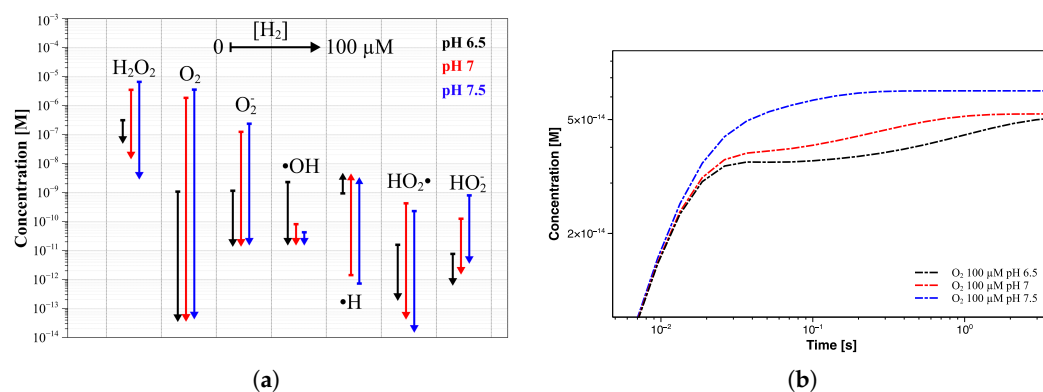 10⁻³
10⁻⁴
10⁻⁵
10⁻⁶
10⁻⁷
10⁻⁸
10⁻⁹
10⁻¹⁰
10⁻¹¹
10⁻¹²
10⁻¹³
10⁻¹⁴
Concentration [M]
[H₂]
0
100 µM
pH 6.5
pH 7
pH 7.5
H₂O₂
O₂
O₂⁻
•OH
•H
HO₂•
HO₂⁻
(a)
Concentration [M]
5×10⁻¹⁴
2×10⁻¹⁴
O₂ 100 µM pH 6.5
O₂ 100 µM pH 7
O₂ 100 µM pH 7.5
10⁻²
10⁻¹
10⁰
Time [s]
(b)